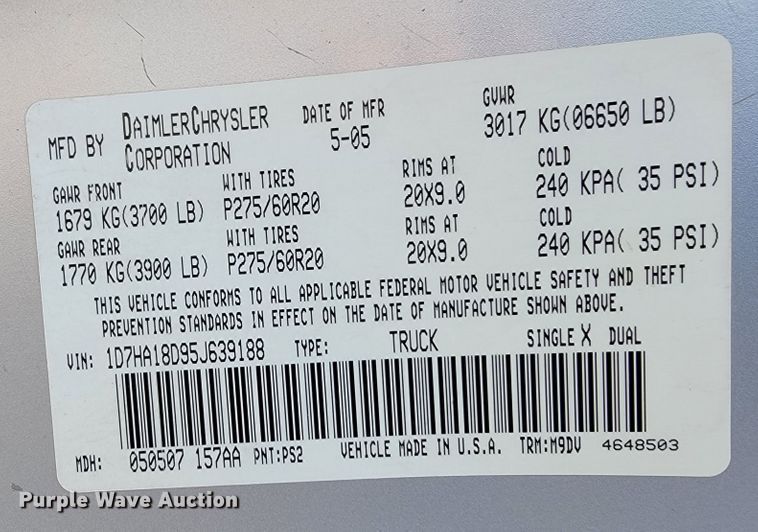 MFD BY DAIMLERCHRYSLER CORPORATION DATE OF MFR 5-05 GVWR 3017 KG(06650 LB)
GAWR FRONT WITH TIRES RIMS AT COLD
1679 KG(3700 LB) P275/60R20 20X9.0 240 KPA( 35 PSI)
GAWR REAR WITH TIRES RIMS AT COLD
1770 KG(3900 LB) P275/60R20 20X9.0 240 KPA( 35 PSI)
THIS VEHICLE CONFORMS TO ALL APPLICABLE FEDERAL MOTOR VEHICLE SAFETY AND THEFT
PREVENTION STANDARDS IN EFFECT ON THE DATE OF MANUFACTURE SHOWN ABOVE.
VIN: 1D7HA18D95J639188 TYPE: TRUCK SINGLE X DUAL
MDH: 050507 157AA PNT:PS2 VEHICLE MADE IN U.S.A. TRM:M9DV 4648503
Purple Wave Auction